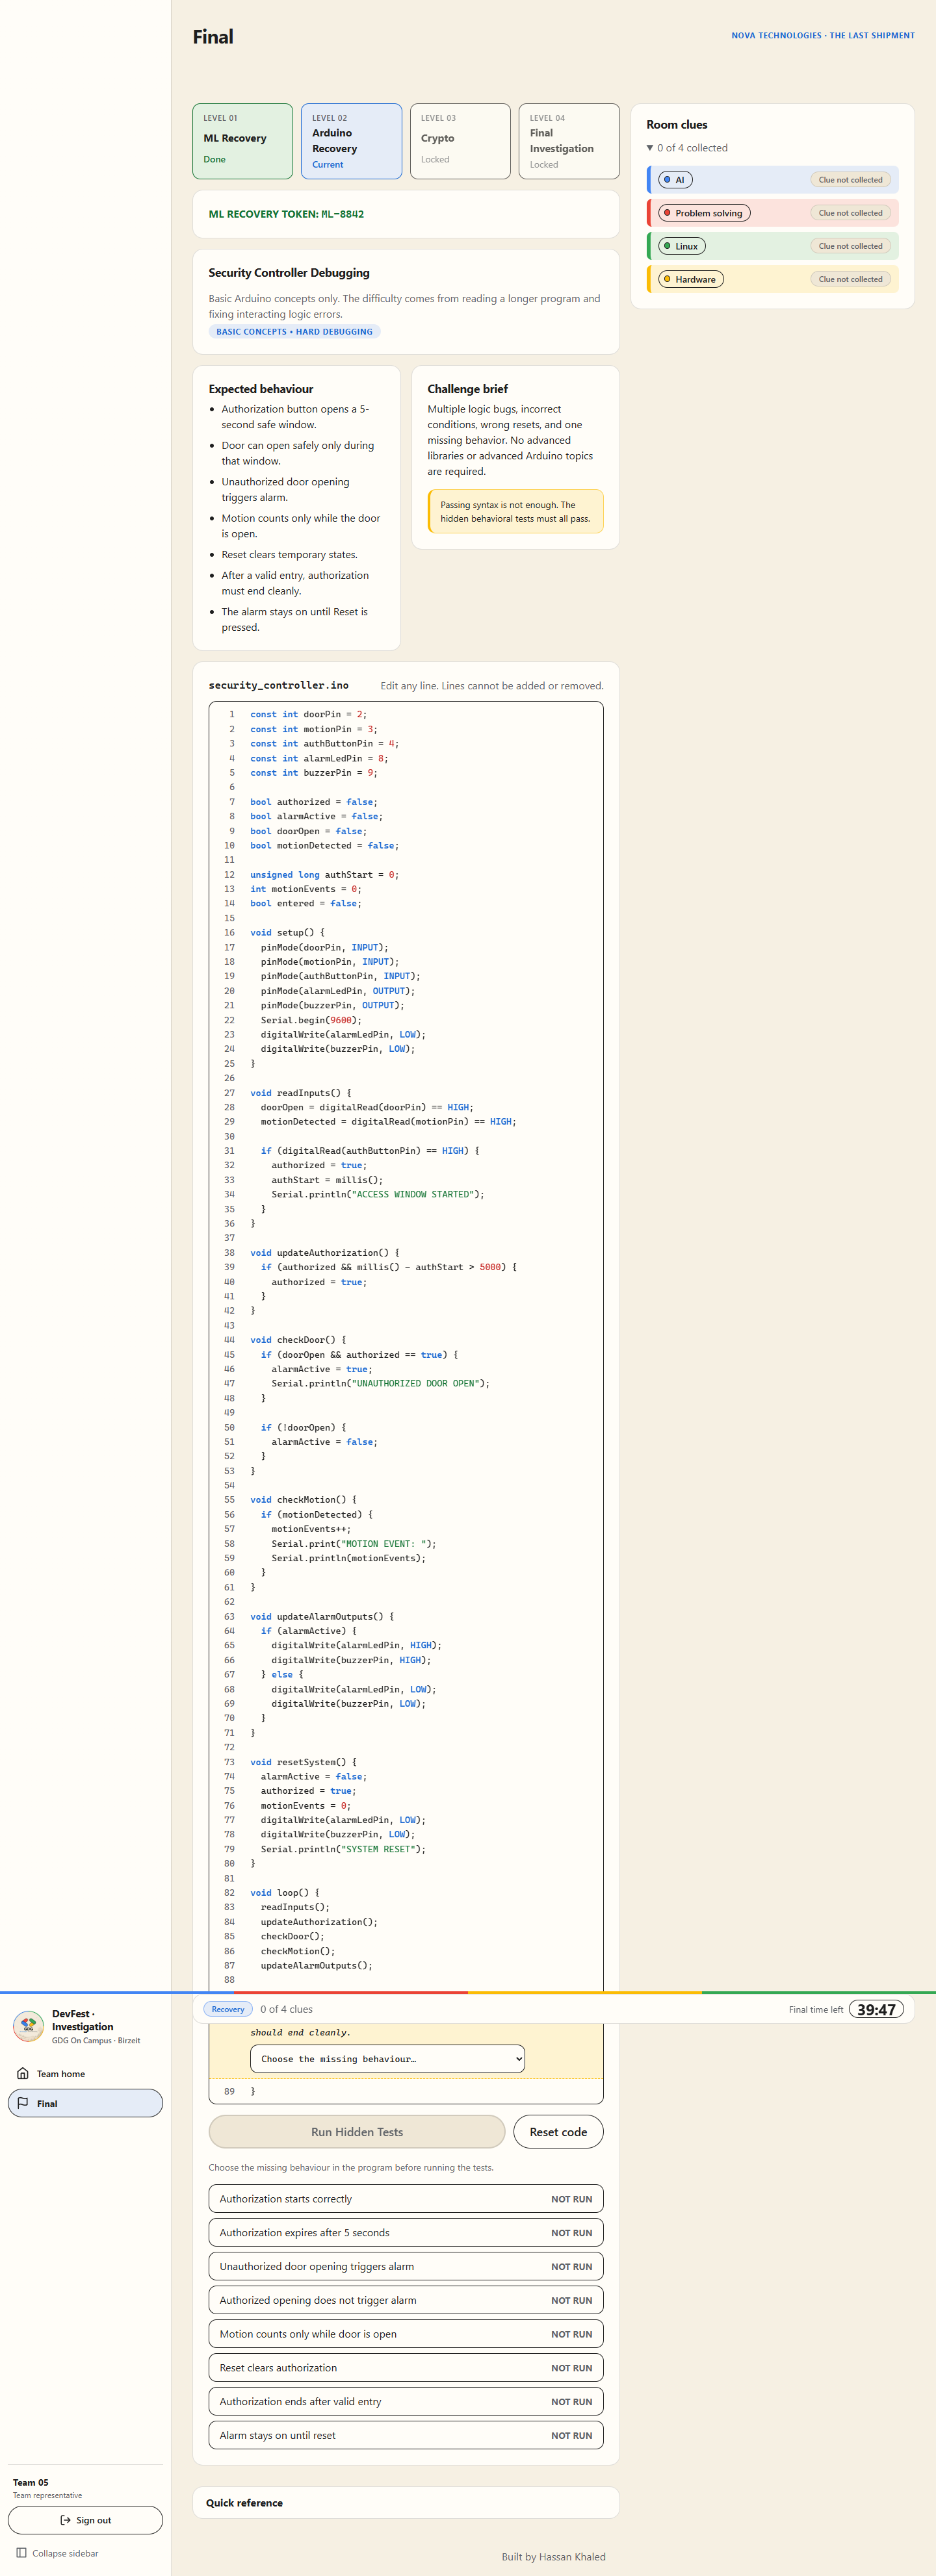 Final
NOVA TECHNOLOGIES · THE LAST SHIPMENT
LEVEL 01
ML Recovery
Done
LEVEL 02
Arduino
Recovery
Current
LEVEL 03
Crypto
Locked
LEVEL 04
Final
Investigation
Locked
Room clues
▼ 0 of 4 collected
AI
Clue not collected
Problem solving
Clue not collected
Linux
Clue not collected
Hardware
Clue not collected
ML RECOVERY TOKEN: ML-8842
Security Controller Debugging
Basic Arduino concepts only. The difficulty comes from reading a longer program and
fixing interacting logic errors.
BASIC CONCEPTS • HARD DEBUGGING
Expected behaviour
• Authorization button opens a 5-
second safe window.
• Door can open safely only during
that window.
• Unauthorized door opening
triggers alarm.
• Motion counts only while the door
is open.
• Reset clears temporary states.
• After a valid entry, authorization
must end cleanly.
• The alarm stays on until Reset is
pressed.
Challenge brief
Multiple logic bugs, incorrect
conditions, wrong resets, and one
missing behavior. No advanced
libraries or advanced Arduino topics
are required.
Passing syntax is not enough. The
hidden behavioral tests must all pass.
security_controller.ino
Edit any line. Lines cannot be added or removed.
1 const int doorPin = 2;
2 const int motionPin = 3;
3 const int authButtonPin = 4;
4 const int alarmLedPin = 8;
5 const int buzzerPin = 9;
6
7 bool authorized = false;
8 bool alarmActive = false;
9 bool doorOpen = false;
10 bool motionDetected = false;
11
12 unsigned long authStart = 0;
13 int motionEvents = 0;
14 bool entered = false;
15
16 void setup() {
17 pinMode(doorPin, INPUT);
18 pinMode(motionPin, INPUT);
19 pinMode(authButtonPin, INPUT);
20 pinMode(alarmLedPin, OUTPUT);
21 pinMode(buzzerPin, OUTPUT);
22 Serial.begin(9600);
23 digitalWrite(alarmLedPin, LOW);
24 digitalWrite(buzzerPin, LOW);
25 }
26
27 void readInputs() {
28 doorOpen = digitalRead(doorPin) == HIGH;
29 motionDetected = digitalRead(motionPin) == HIGH;
30
31 if (digitalRead(authButtonPin) == HIGH) {
32 authorized = true;
33 authStart = millis();
34 Serial.println("ACCESS WINDOW STARTED");
35 }
36 }
37
38 void updateAuthorization() {
39 if (authorized && millis() - authStart > 5000) {
40 authorized = true;
41 }
42 }
43
44 void checkDoor() {
45 if (doorOpen && authorized == true) {
46 alarmActive = true;
47 Serial.println("UNAUTHORIZED DOOR OPEN");
48 }
49
50 if (!doorOpen) {
51 alarmActive = false;
52 }
53 }
54
55 void checkMotion() {
56 if (motionDetected) {
57 motionEvents++;
58 Serial.print("MOTION EVENT: ");
59 Serial.println(motionEvents);
60 }
61 }
62
63 void updateAlarmOutputs() {
64 if (alarmActive) {
65 digitalWrite(alarmLedPin, HIGH);
66 digitalWrite(buzzerPin, HIGH);
67 } else {
68 digitalWrite(alarmLedPin, LOW);
69 digitalWrite(buzzerPin, LOW);
70 }
71 }
72
73 void resetSystem() {
74 alarmActive = false;
75 authorized = true;
76 motionEvents = 0;
77 digitalWrite(alarmLedPin, LOW);
78 digitalWrite(buzzerPin, LOW);
79 Serial.println("SYSTEM RESET");
80 }
81
82 void loop() {
83 readInputs();
84 updateAuthorization();
85 checkDoor();
86 checkMotion();
87 updateAlarmOutputs();
88
Recovery
0 of 4 clues
Final time left 39:47
should end cleanly.
Choose the missing behaviour…
89 }
Run Hidden Tests
Reset code
Choose the missing behaviour in the program before running the tests.
Authorization starts correctly NOT RUN
Authorization expires after 5 seconds NOT RUN
Unauthorized door opening triggers alarm NOT RUN
Authorized opening does not trigger alarm NOT RUN
Motion counts only while door is open NOT RUN
Reset clears authorization NOT RUN
Authorization ends after valid entry NOT RUN
Alarm stays on until reset NOT RUN
Quick reference
Built by Hassan Khaled
DevFest ·
Investigation
GDG On Campus · Birzeit
Team home
Final
Team 05
Team representative
Sign out
Collapse sidebar